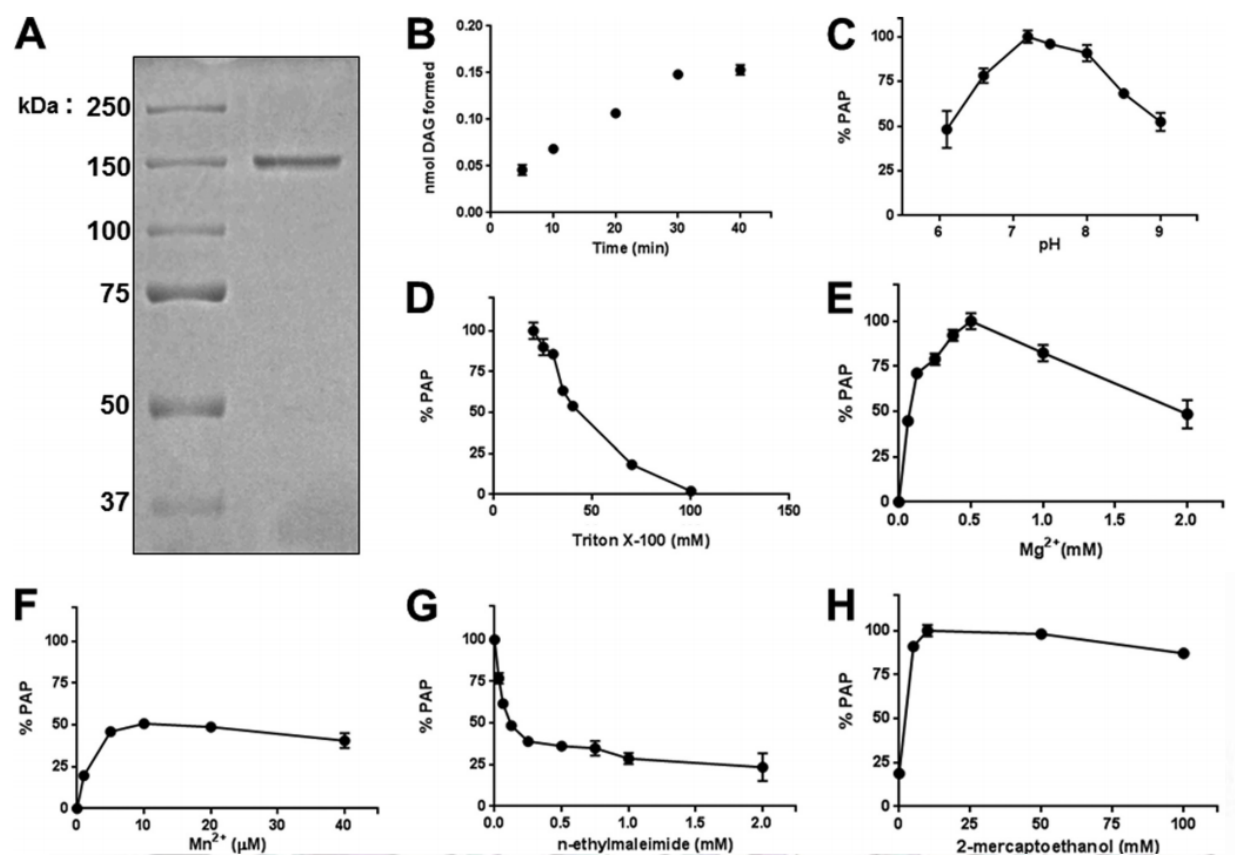 A
kDa : 250
150
100
75
50
37
B
nmol DAG formed
0.20
0.15
0.10
0.05
0.00
0 10 20 30 40
Time (min)
C
% PAP
100
75
50
25
0
6 7 8 9
pH
D
% PAP
100
75
50
25
0
0 50 100 150
Triton X-100 (mM)
E
% PAP
100
75
50
25
0
0.0 0.5 1.0 1.5 2.0
Mg²⁺(mM)
F
% PAP
100
75
50
25
0
0 10 20 30 40
Mn²⁺ (μM)
G
% PAP
100
75
50
25
0
0.0 0.5 1.0 1.5 2.0
n-ethylmaleimide (mM)
H
% PAP
100
75
50
25
0
0 25 50 75 100
2-mercaptoethanol (mM)